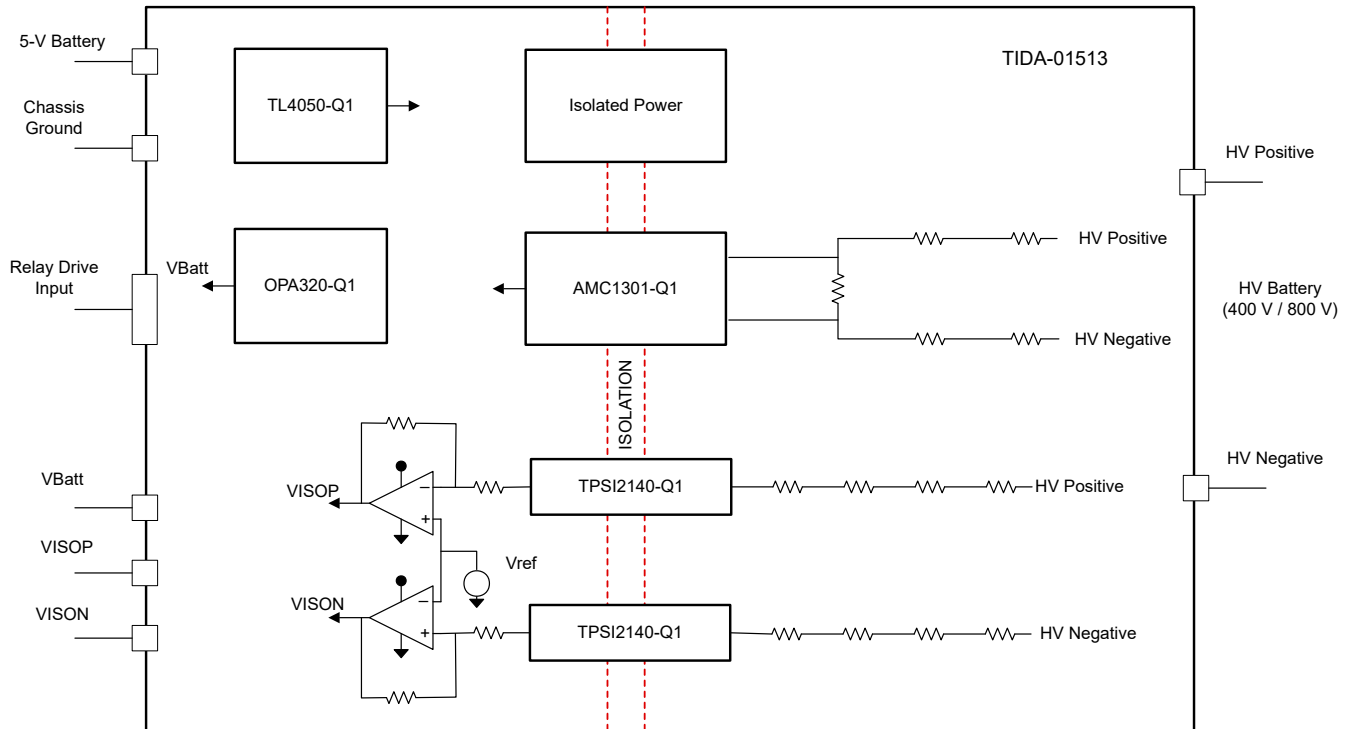 5-V Battery
TIDA-01513
TL4050-Q1
Isolated Power
Chassis
Ground
HV Positive
HV Positive
Relay Drive
Input
VBatt
OPA320-Q1
AMC1301-Q1
HV Battery
(400 V / 800 V)
HV Negative
ISOLATION
HV Negative
VBatt
VISOP
−
+
TPSI2140-Q1
HV Positive
VISOP
Vref
VISON
−
+
TPSI2140-Q1
HV Negative
VISON